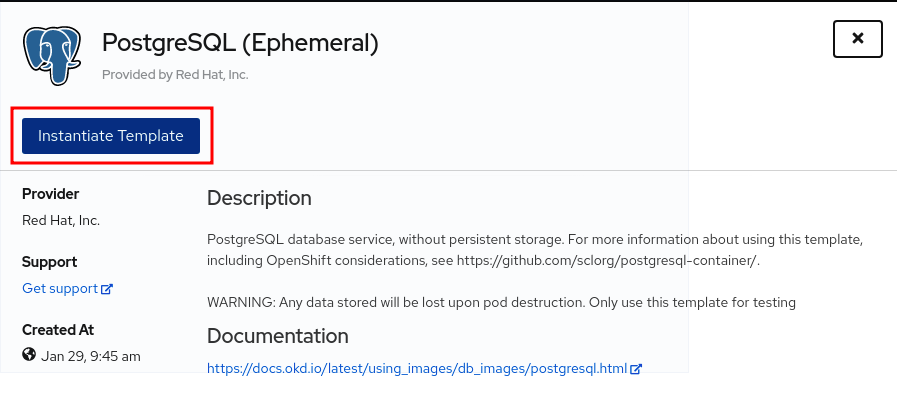 PostgreSQL (Ephemeral)
Provided by Red Hat, Inc.
Instantiate Template
Provider
Red Hat, Inc.
Support
Get support
Created At
Jan 29, 9:45 am
Description
PostgreSQL database service, without persistent storage. For more information about using this template,
including OpenShift considerations, see https://github.com/sclorg/postgresql-container/.
WARNING: Any data stored will be lost upon pod destruction. Only use this template for testing
Documentation
https://docs.okd.io/latest/using_images/db_images/postgresql.html